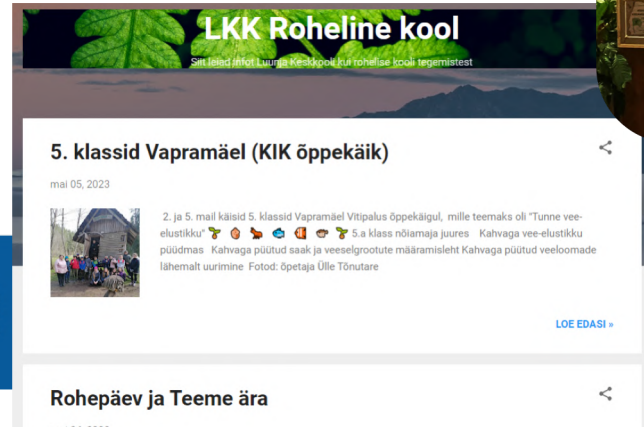 LKK Roheline kool
Siit leiad infot Luunja Keskkooli kui rohelise kooli tegemistest
5. klassid Vapramäel (KIK õppekäik)
mai 05, 2023
2. ja 5. mail käisid 5. klassid Vapramäel Vitipalus õppekäigul, mille teemaks oli "Tunne vee-
elustikku" 🌱 🐚 🦐 🐟 🐠 🐡 🌱 5.a klass nõiamaja juures Kahvaga vee-elustikku
püüdmas Kahvaga püütud saak ja veeselgrootute määramisleht Kahvaga püütud veeloomade
lähemalt uurimine Fotod: õpetaja Ülle Tõnutare
LOE EDASI »
Rohepäev ja Teeme ära